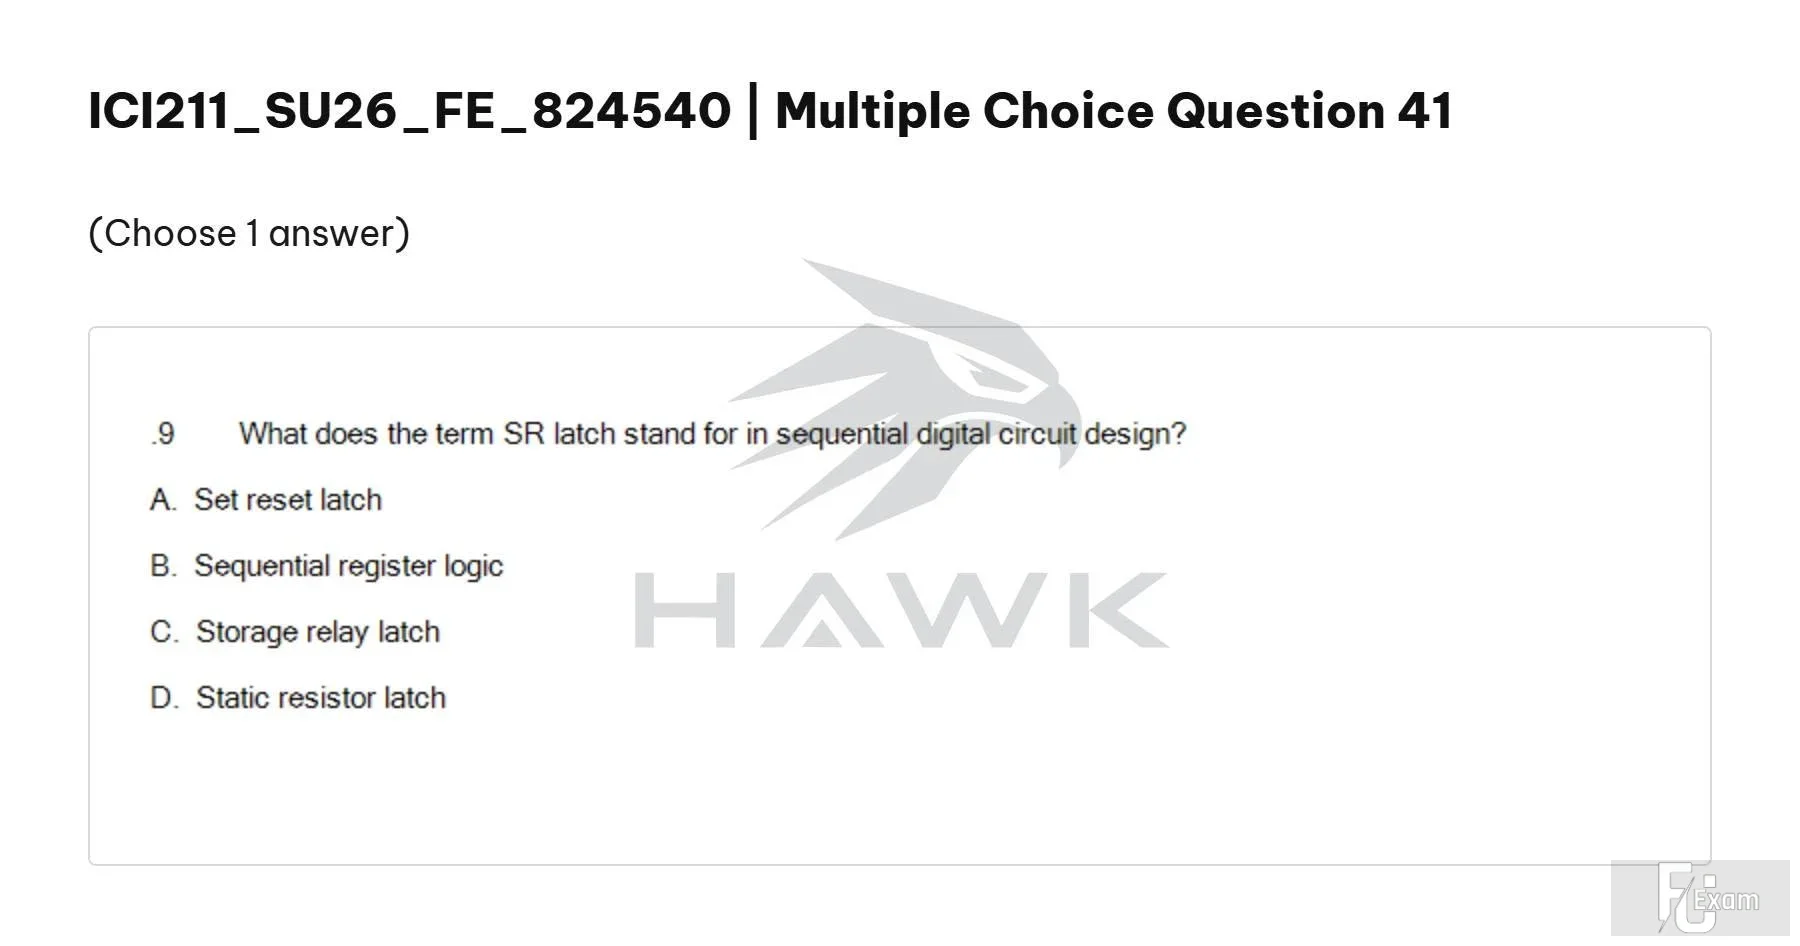 ICI211_SU26_FE_824540 | Multiple Choice Question 41
(Choose 1 answer)
.9 What does the term SR latch stand for in sequential digital circuit design?
A. Set reset latch
B. Sequential register logic
C. Storage relay latch
D. Static resistor latch
HAWK
FU Exam